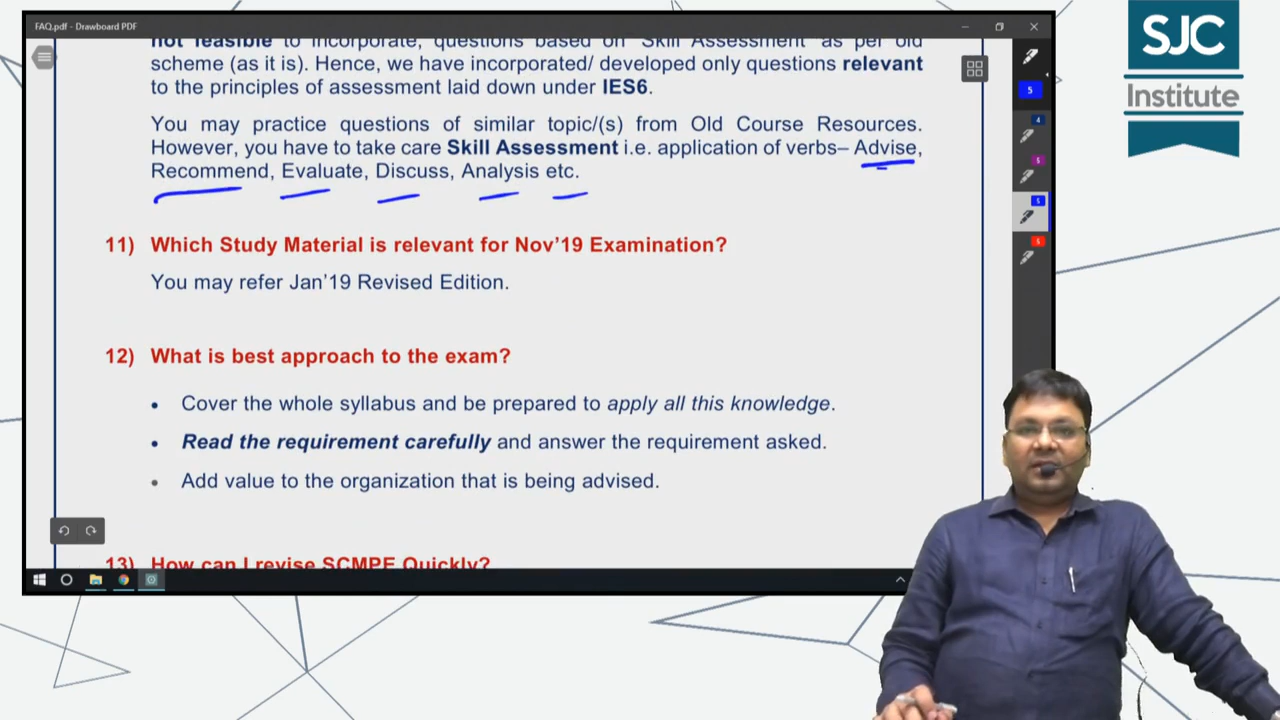 FAQ.pdf - Drawboard PDF
SJC
Institute
not feasible to incorporate, questions based on Skill Assessment as per old
scheme (as it is). Hence, we have incorporated/ developed only questions relevant
to the principles of assessment laid down under IES6.
You may practice questions of similar topic/(s) from Old Course Resources.
However, you have to take care Skill Assessment i.e. application of verbs– Advise,
Recommend, Evaluate, Discuss, Analysis etc.
11) Which Study Material is relevant for Nov’19 Examination?
You may refer Jan’19 Revised Edition.
12) What is best approach to the exam?
• Cover the whole syllabus and be prepared to apply all this knowledge.
• Read the requirement carefully and answer the requirement asked.
• Add value to the organization that is being advised.
13) How can I revise SCMPE Quickly?
5
4
5
5
5